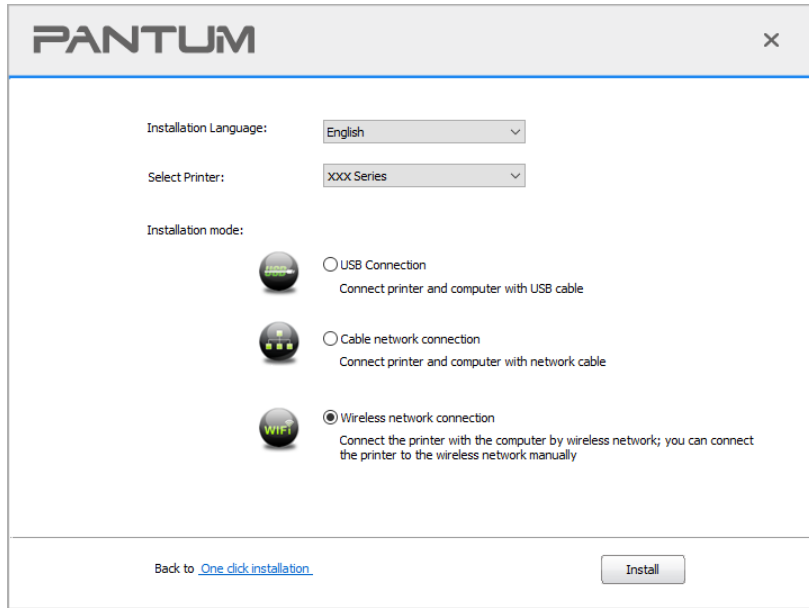 PANTUM
Installation Language:
English
Select Printer:
XXX Series
Installation mode:
USB
USB Connection
Connect printer and computer with USB cable
Cable network connection
Connect printer and computer with network cable
WiFi
Wireless network connection
Connect the printer with the computer by wireless network; you can connect
the printer to the wireless network manually
Back to One click installation
Install